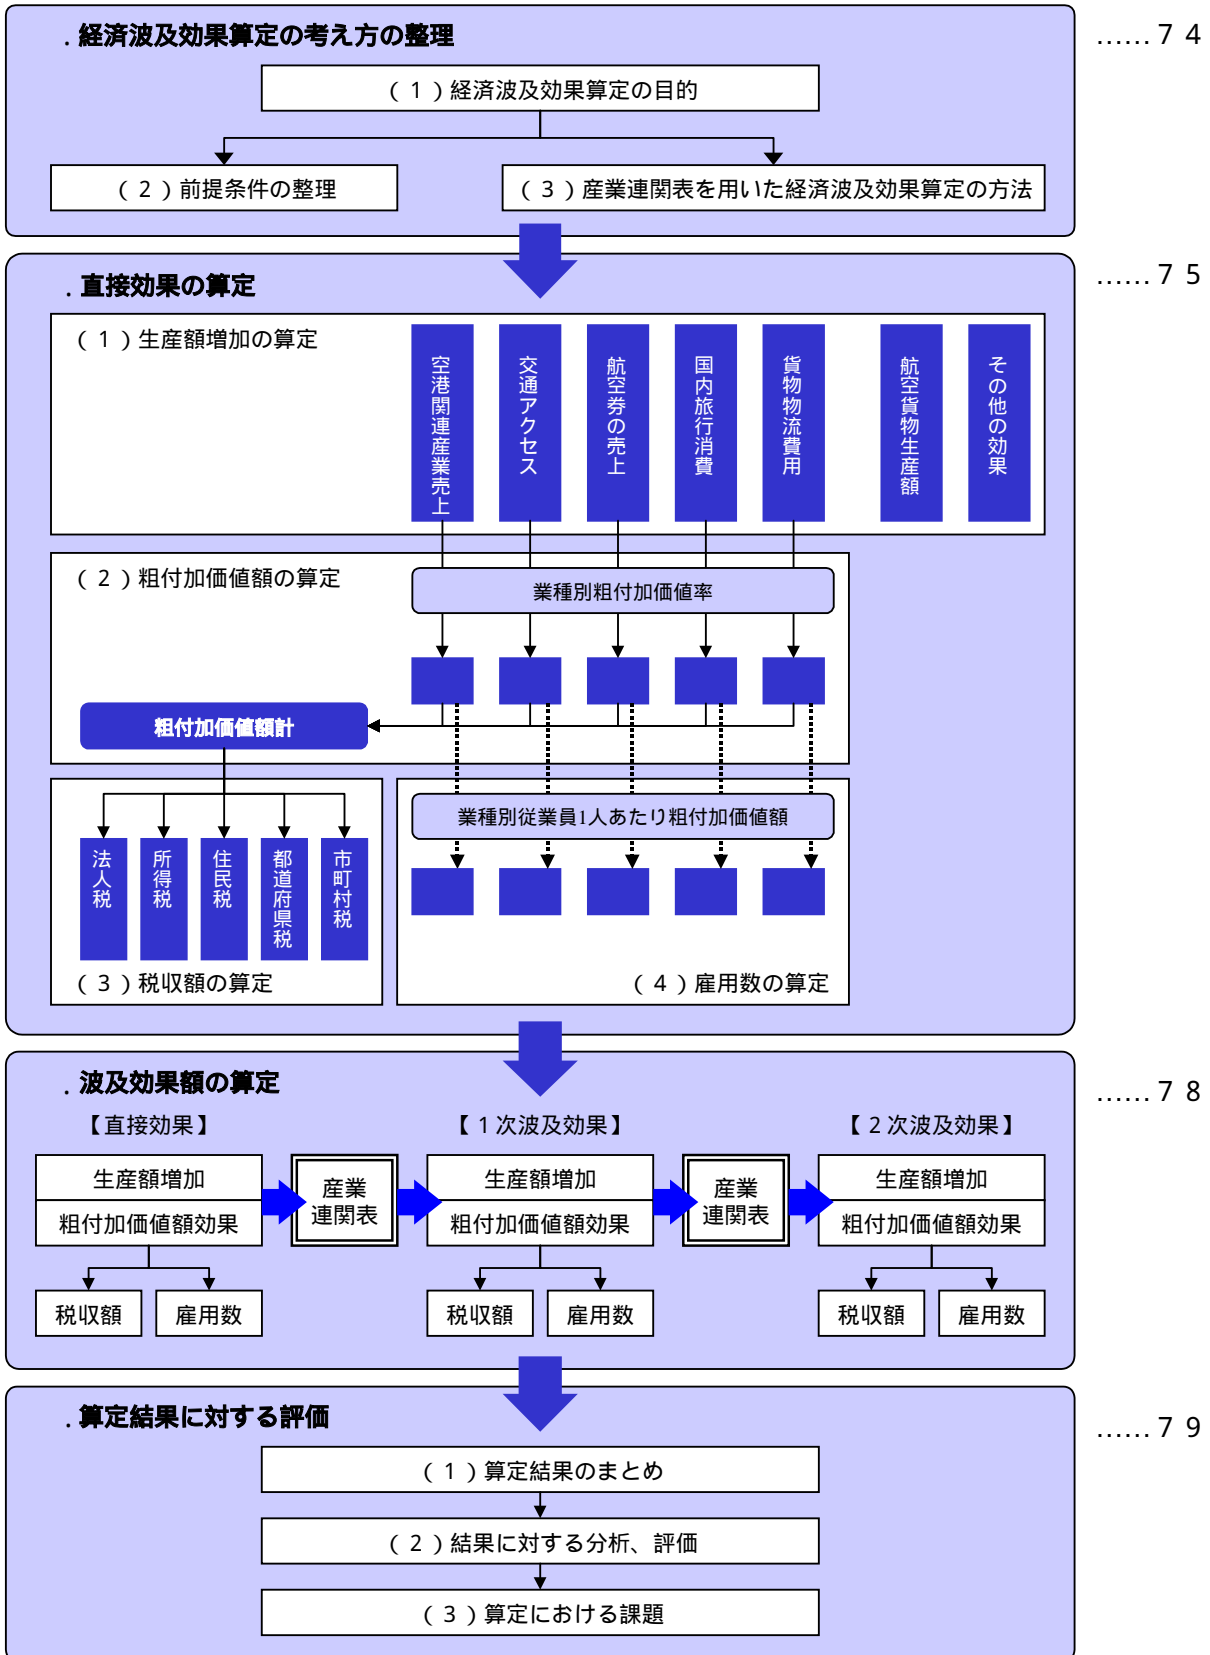 ．経済波及効果算定の考え方の整理
……７４
（１）経済波及効果算定の目的
（２）前提条件の整理
（３）産業連関表を用いた経済波及効果算定の方法
．直接効果の算定
……７５
（１）生産額増加の算定
空港関連産業売上
交通アクセス
航空券の売上
国内旅行消費
貨物物流費用
航空貨物生産額
その他の効果
（２）粗付加価値額の算定
業種別粗付加価値率
粗付加価値額計
法人税
所得税
住民税
都道府県税
市町村税
（３）税収額の算定
業種別従業員1人あたり粗付加価値額
（４）雇用数の算定
．波及効果額の算定
……７８
【直接効果】
【１次波及効果】
【２次波及効果】
生産額増加
粗付加価値額効果
産業
連関表
生産額増加
粗付加価値額効果
産業
連関表
生産額増加
粗付加価値額効果
税収額
雇用数
税収額
雇用数
税収額
雇用数
．算定結果に対する評価
……７９
（１）算定結果のまとめ
（２）結果に対する分析、評価
（３）算定における課題